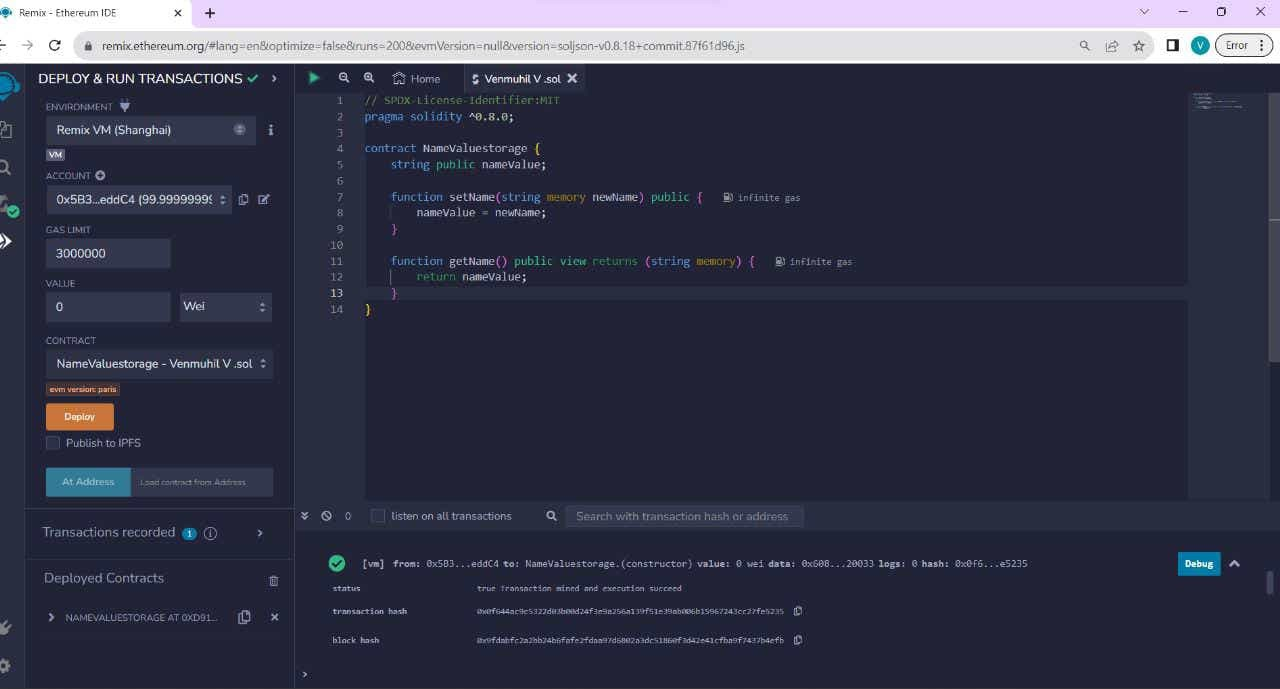 Remix - Ethereum IDE
remix.ethereum.org/#lang=en&optimize=false&runs=200&evmVersion=null&version=soljson-v0.8.18+commit.87f61d96.js
V
Error
DEPLOY & RUN TRANSACTIONS
ENVIRONMENT
Remix VM (Shanghai)
VM
ACCOUNT
0x5B3...eddC4 (99.99999999
GAS LIMIT
3000000
VALUE
0
Wei
CONTRACT
NameValuestorage - Venmuhil V .sol
evm version: paris
Deploy
Publish to IPFS
At Address
Load contract from Address
Transactions recorded 1
Deployed Contracts
NAMEVALUESTORAGE AT 0XD91...
Home
Venmuhil V .sol
1 // SPDX-License-Identifier:MIT
2 pragma solidity ^0.8.0;
3
4 contract NameValuestorage {
5 string public nameValue;
6
7 function setName(string memory newName) public { infinite gas
8 nameValue = newName;
9 }
10
11 function getName() public view returns (string memory) { infinite gas
12 return nameValue;
13 }
14 }
0
listen on all transactions
Search with transaction hash or address
[vm] from: 0x5B3...eddC4 to: NameValuestorage.(constructor) value: 0 wei data: 0x608...20033 logs: 0 hash: 0x0f6...e5235
Debug
status true Transaction mined and execution succeed
transaction hash
block hash
>